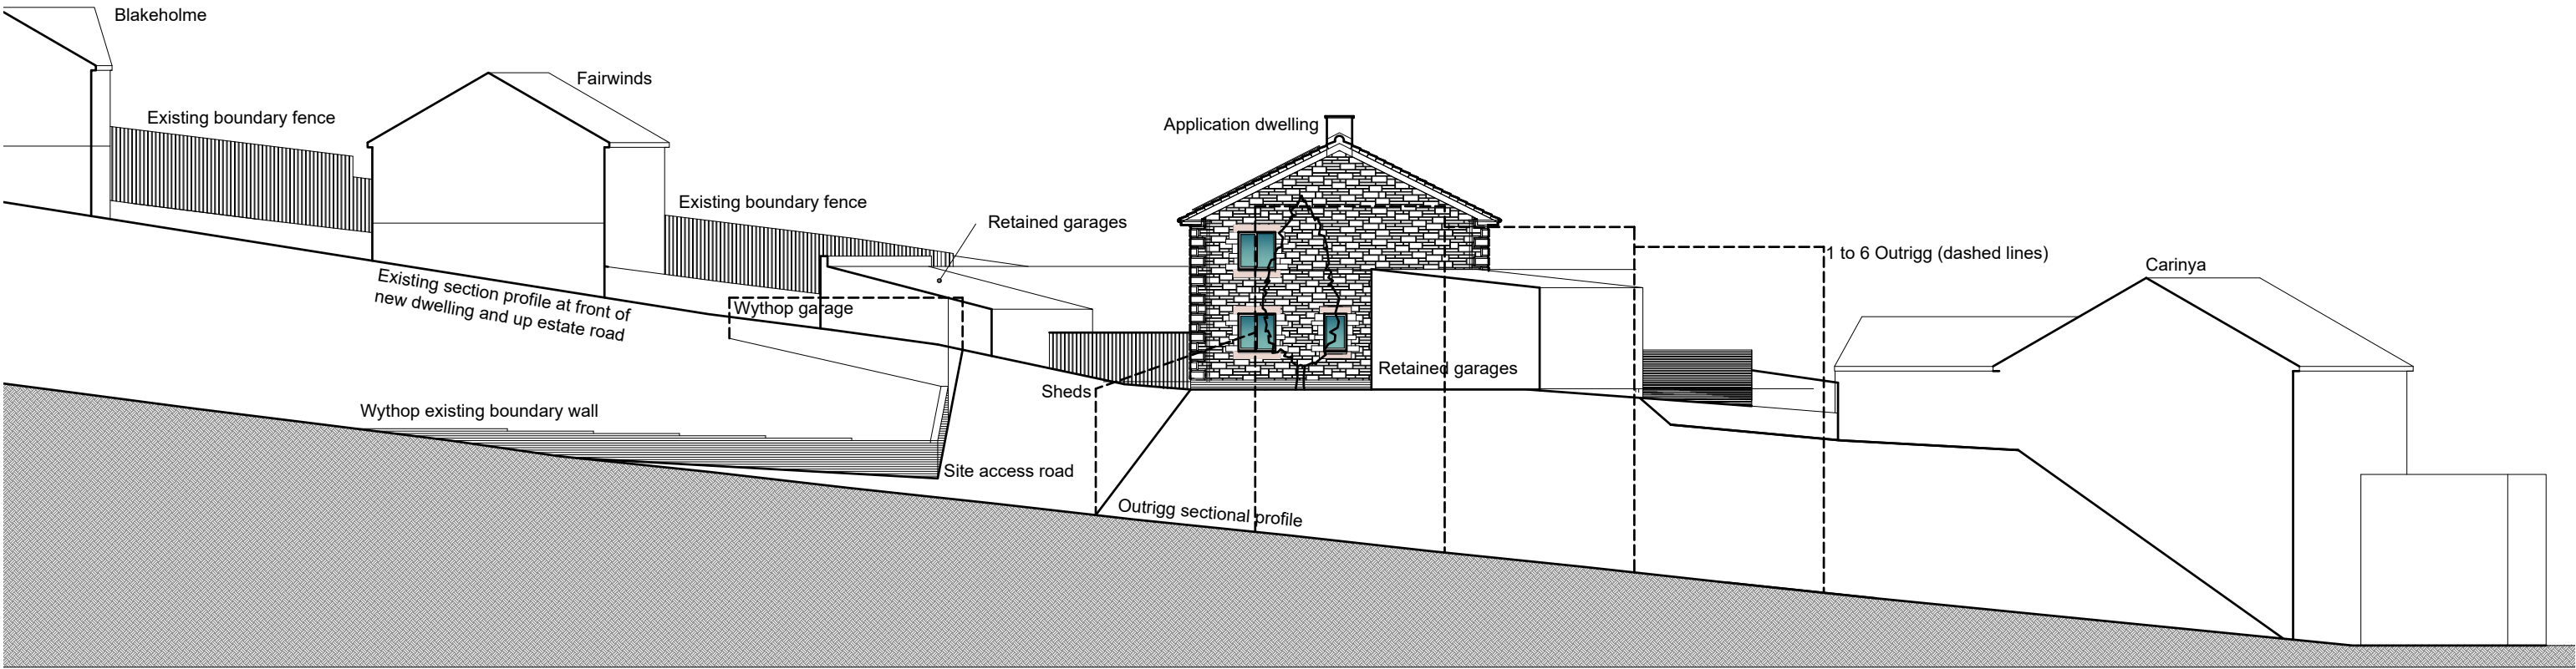 Blakeholme
Fairwinds
Existing boundary fence
Application dwelling
Existing boundary fence
Retained garages
1 to 6 Outrigg (dashed lines)
Carinya
Existing section profile at front of
new dwelling and up estate road
Wythop garage
Retained garages
Sheds
Wythop existing boundary wall
Site access road
Outrigg sectional profile